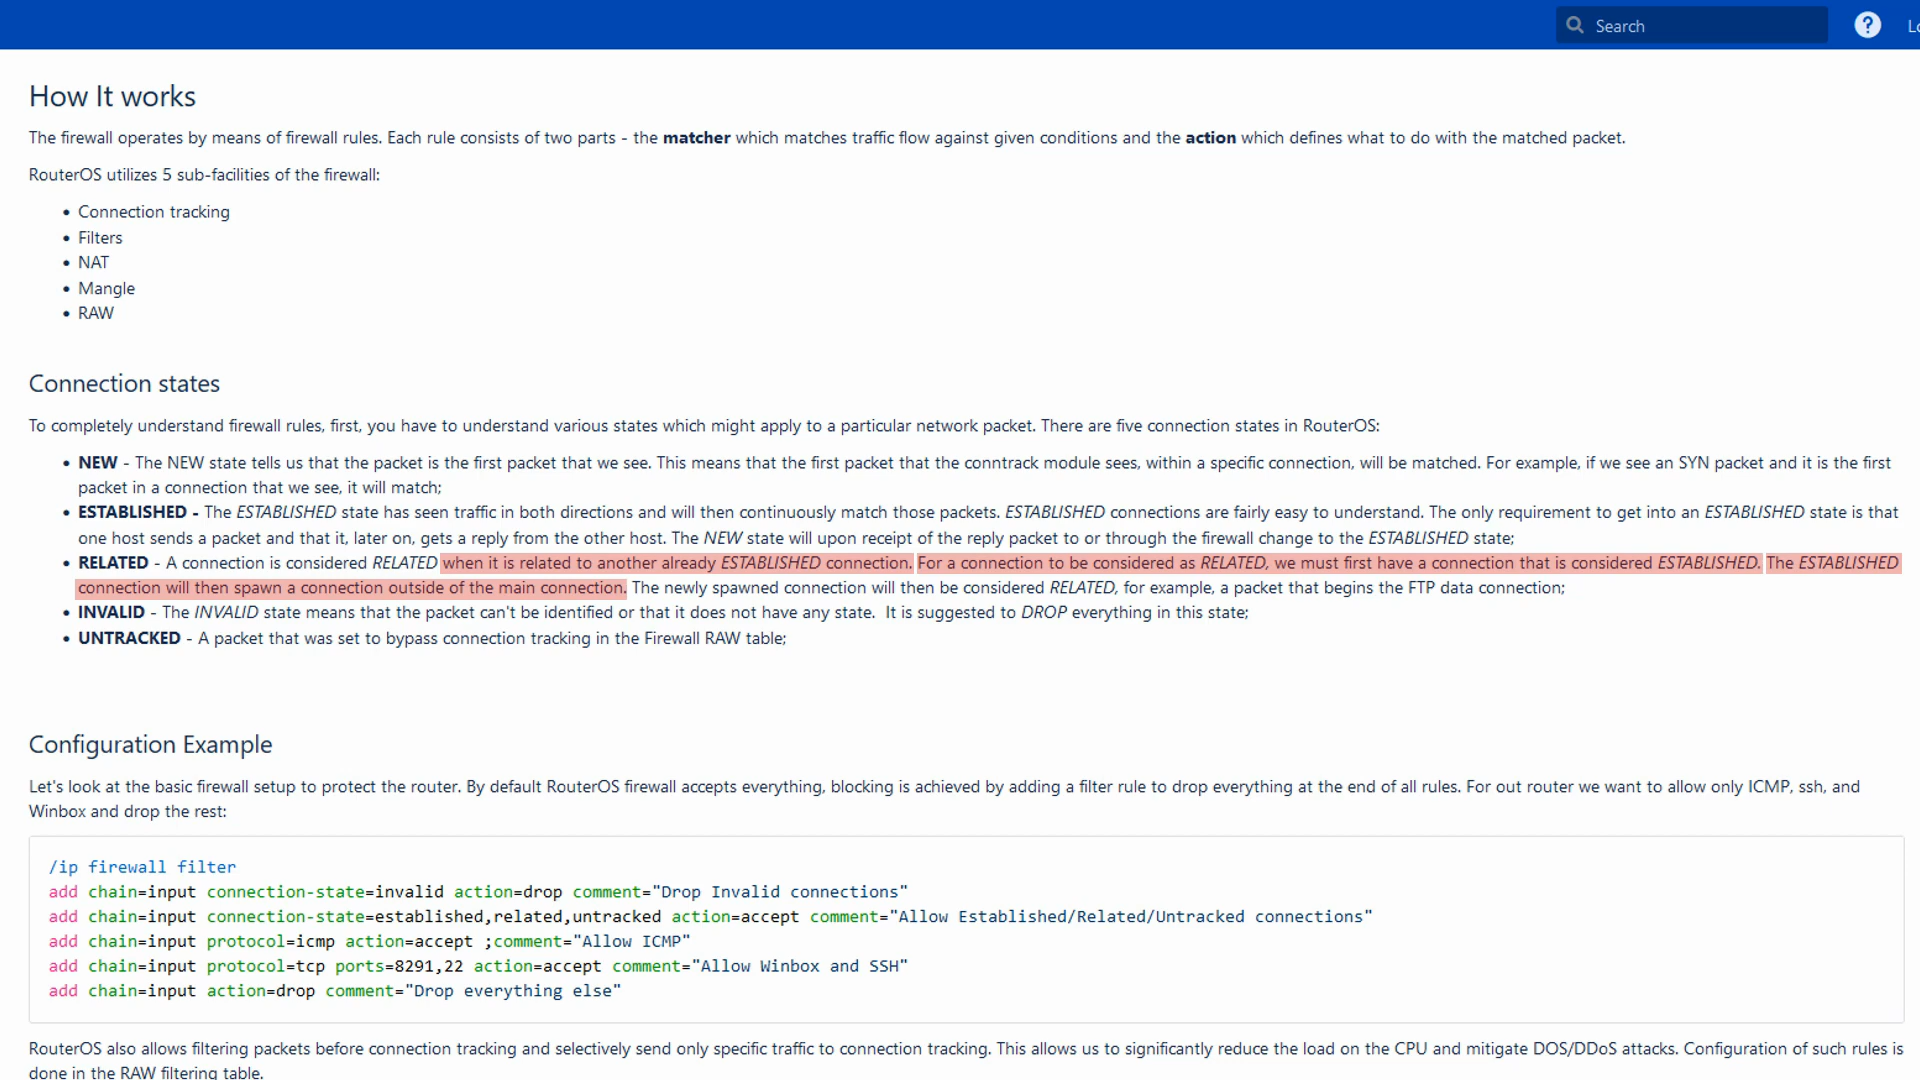 Search
?
How It works
The firewall operates by means of firewall rules. Each rule consists of two parts - the matcher which matches traffic flow against given conditions and the action which defines what to do with the matched packet.
RouterOS utilizes 5 sub-facilities of the firewall:
• Connection tracking
• Filters
• NAT
• Mangle
• RAW
Connection states
To completely understand firewall rules, first, you have to understand various states which might apply to a particular network packet. There are five connection states in RouterOS:
• NEW - The NEW state tells us that the packet is the first packet that we see. This means that the first packet that the conntrack module sees, within a specific connection, will be matched. For example, if we see an SYN packet and it is the first
packet in a connection that we see, it will match;
• ESTABLISHED - The ESTABLISHED state has seen traffic in both directions and will then continuously match those packets. ESTABLISHED connections are fairly easy to understand. The only requirement to get into an ESTABLISHED state is that
one host sends a packet and that it, later on, gets a reply from the other host. The NEW state will upon receipt of the reply packet to or through the firewall change to the ESTABLISHED state;
• RELATED - A connection is considered RELATED when it is related to another already ESTABLISHED connection. For a connection to be considered as RELATED, we must first have a connection that is considered ESTABLISHED. The ESTABLISHED
connection will then spawn a connection outside of the main connection. The newly spawned connection will then be considered RELATED, for example, a packet that begins the FTP data connection;
• INVALID - The INVALID state means that the packet can't be identified or that it does not have any state.  It is suggested to DROP everything in this state;
• UNTRACKED - A packet that was set to bypass connection tracking in the Firewall RAW table;
Configuration Example
Let's look at the basic firewall setup to protect the router. By default RouterOS firewall accepts everything, blocking is achieved by adding a filter rule to drop everything at the end of all rules. For out router we want to allow only ICMP, ssh, and
Winbox and drop the rest:
/ip firewall filter
add chain=input connection-state=invalid action=drop comment="Drop Invalid connections"
add chain=input connection-state=established,related,untracked action=accept comment="Allow Established/Related/Untracked connections"
add chain=input protocol=icmp action=accept ;comment="Allow ICMP"
add chain=input protocol=tcp ports=8291,22 action=accept comment="Allow Winbox and SSH"
add chain=input action=drop comment="Drop everything else"
RouterOS also allows filtering packets before connection tracking and selectively send only specific traffic to connection tracking. This allows us to significantly reduce the load on the CPU and mitigate DOS/DDoS attacks. Configuration of such rules is
done in the RAW filtering table.